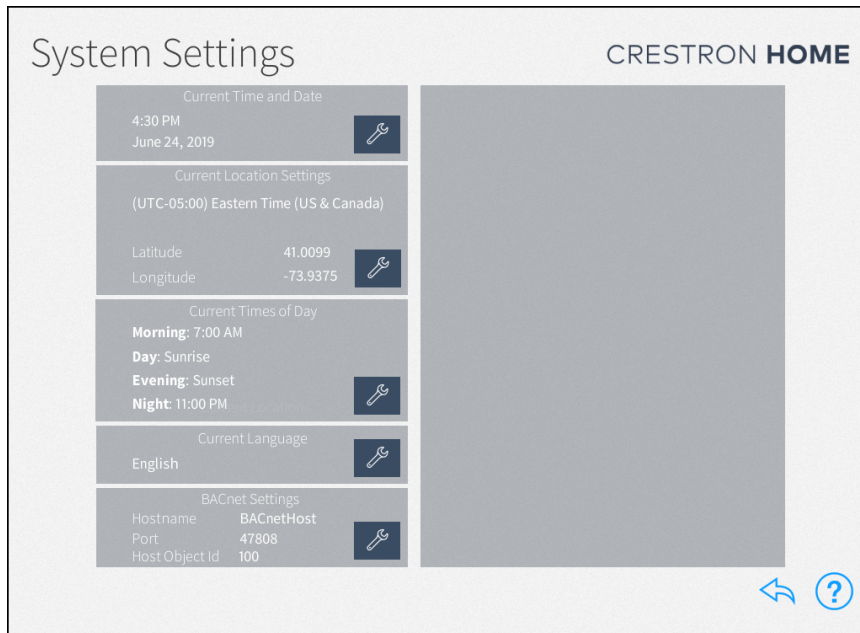 System Settings
CRESTRON HOME
Current Time and Date
4:30 PM
June 24, 2019
Current Location Settings
(UTC-05:00) Eastern Time (US & Canada)
Latitude 41.0099
Longitude -73.9375
Current Times of Day
Morning: 7:00 AM
Day: Sunrise
Evening: Sunset
Night: 11:00 PM
Current Language
English
BACnet Settings
Hostname BACnetHost
Port 47808
Host Object Id 100
?